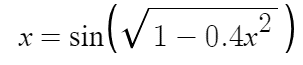 x = sin(√(1 − 0.4x²))